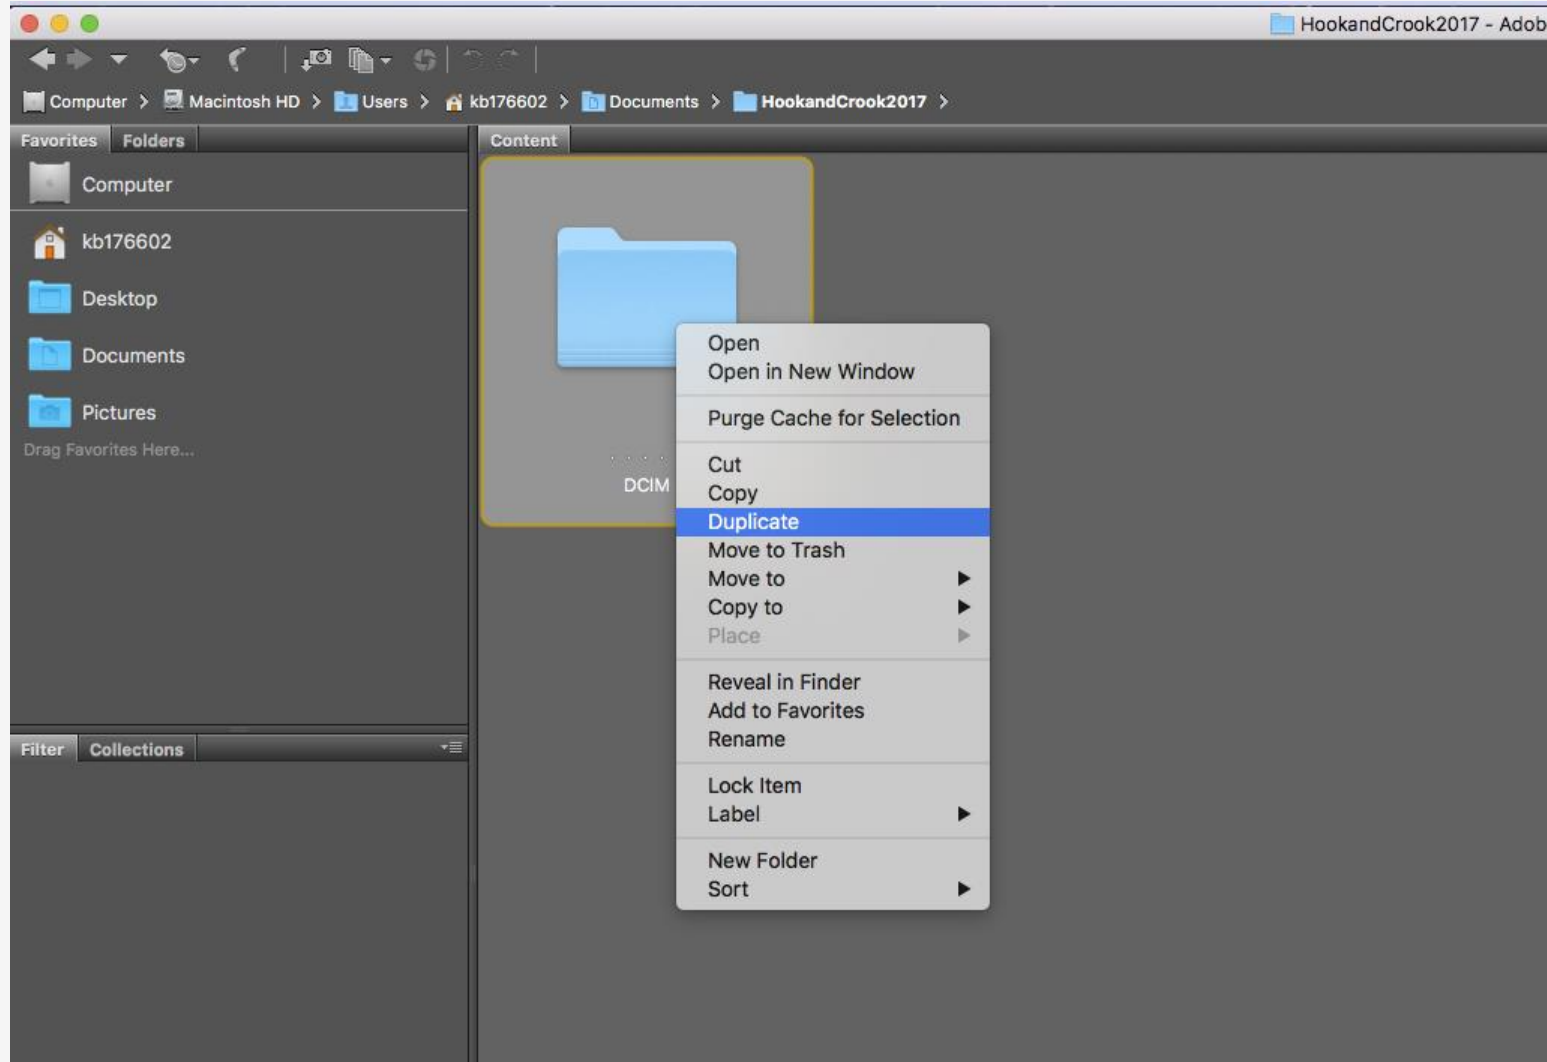 HookandCrook2017 - Adob
Computer > Macintosh HD > Users > kb176602 > Documents > HookandCrook2017 >
Favorites Folders
Content
Computer
kb176602
Desktop
Documents
Pictures
Drag Favorites Here...
DCIM
Open
Open in New Window
Purge Cache for Selection
Cut
Copy
Duplicate
Move to Trash
Move to
Copy to
Place
Reveal in Finder
Add to Favorites
Rename
Lock Item
Label
New Folder
Sort
Filter Collections